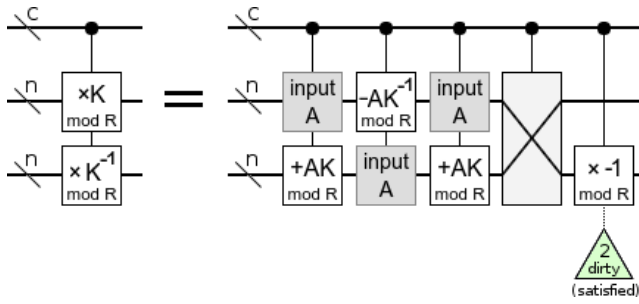 c
c
n
×K
mod R
=
n
input
A
-AK⁻¹
mod R
input
A
n
×K⁻¹
mod R
n
+AK
mod R
input
A
+AK
mod R
× -1
mod R
2
dirty
(satisfied)